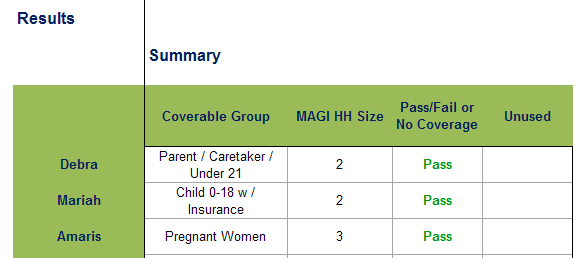 Results
Summary
Coverable Group MAGI HH Size Pass/Fail or No Coverage Unused
Debra Parent / Caretaker / Under 21 2 Pass
Mariah Child 0-18 w / Insurance 2 Pass
Amaris Pregnant Women 3 Pass